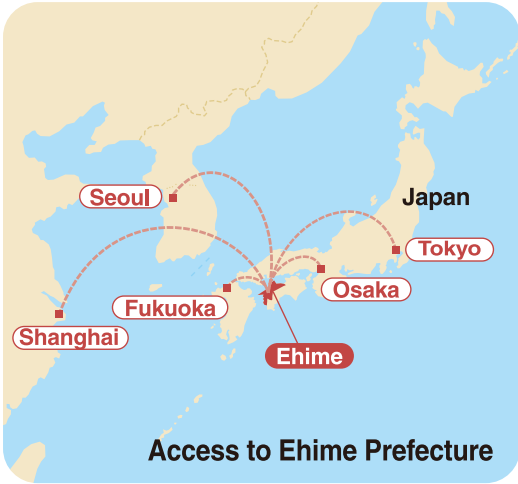 Seoul
Japan
Tokyo
Osaka
Fukuoka
Shanghai
Ehime
Access to Ehime Prefecture